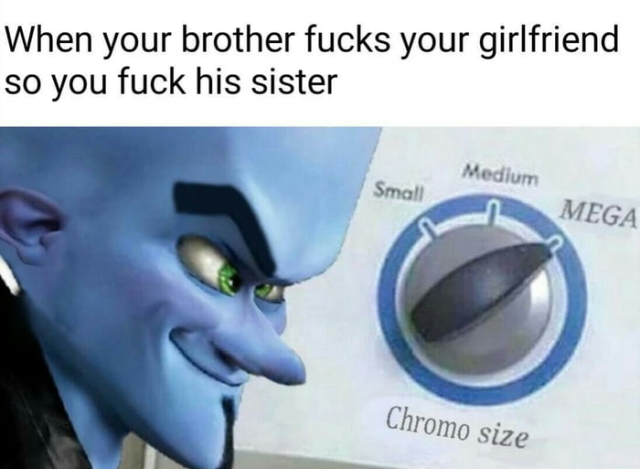 When your brother fucks your girlfriend
so you fuck his sister
Medium
Small
MEGA
Chromo size